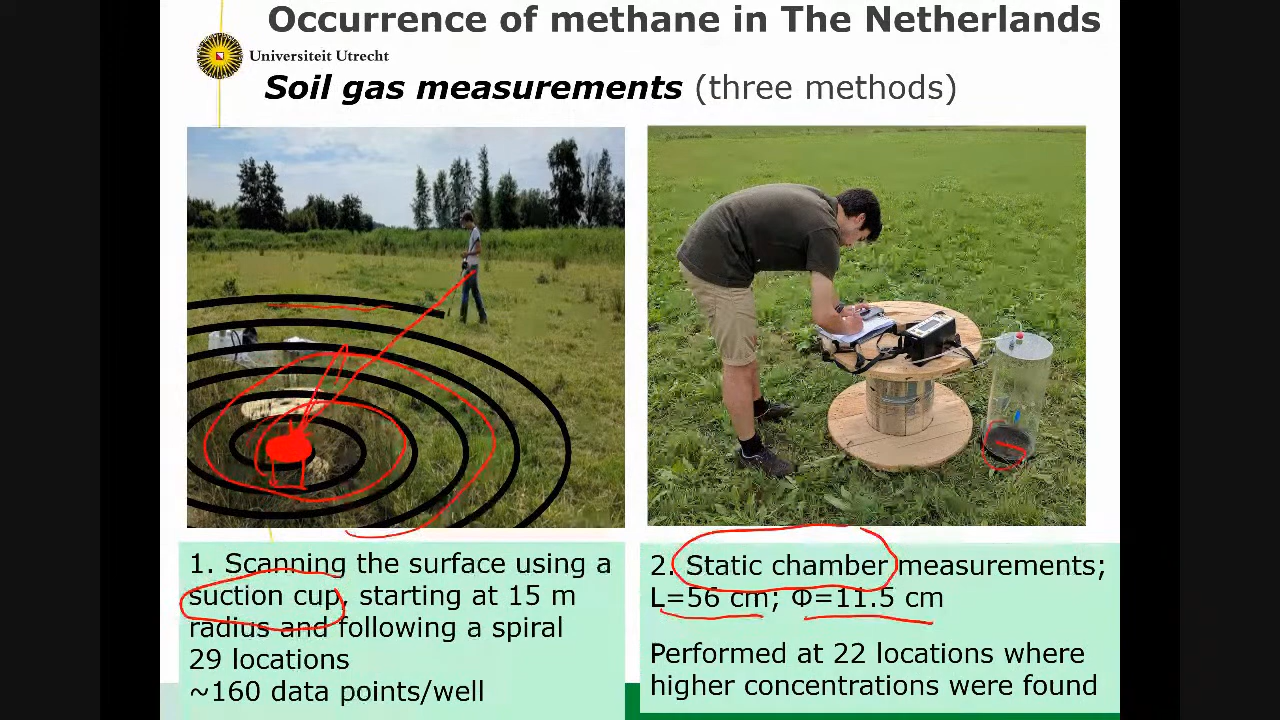 Occurrence of methane in The Netherlands
Universiteit Utrecht
Soil gas measurements (three methods)
1. Scanning the surface using a
suction cup, starting at 15 m
radius and following a spiral
29 locations
~160 data points/well
2. Static chamber measurements;
L=56 cm; Φ=11.5 cm
Performed at 22 locations where
higher concentrations were found